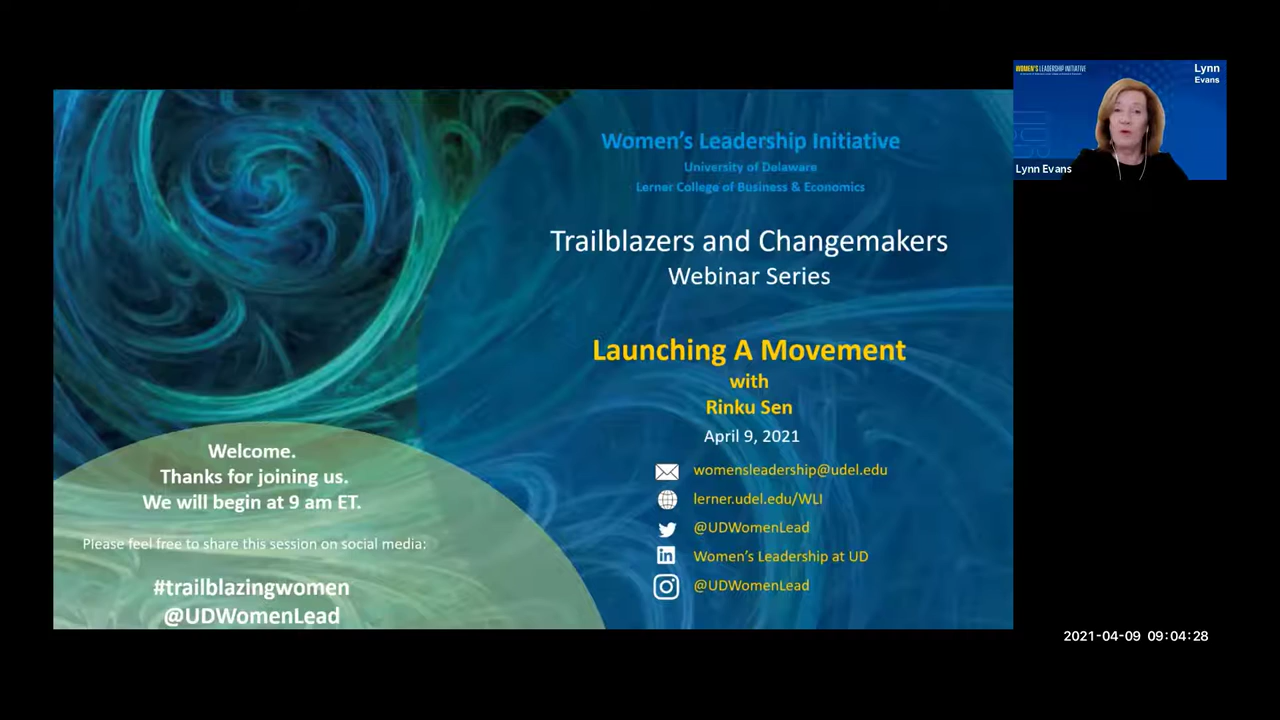 Women's Leadership Initiative
University of Delaware
Lerner College of Business & Economics
Trailblazers and Changemakers
Webinar Series
Launching A Movement
with
Rinku Sen
April 9, 2021
womensleadership@udel.edu
lerner.udel.edu/WLI
@UDWomenLead
Women's Leadership at UD
@UDWomenLead
Welcome.
Thanks for joining us.
We will begin at 9 am ET.
Please feel free to share this session on social media:
#trailblazingwomen
@UDWomenLead
WOMEN'S LEADERSHIP INITIATIVE
Lynn
Evans
Lynn Evans
2021-04-09 09:04:28